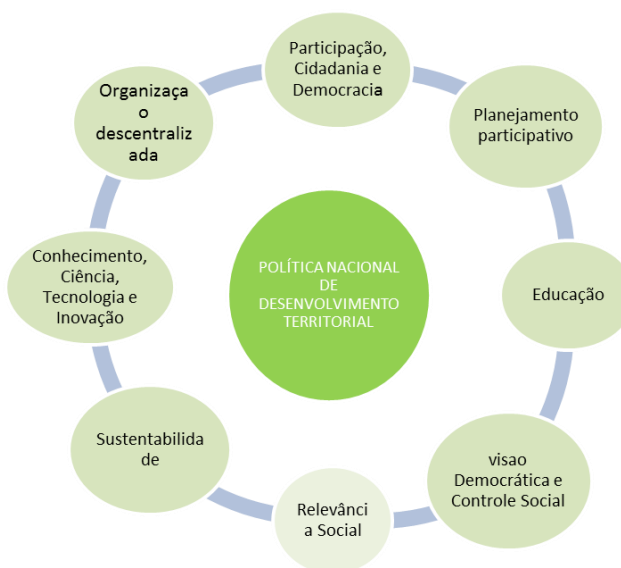 Participação,
Cidadania e
Democracia
Planejamento
participativo
Educação
visao
Democrática e
Controle Social
Relevânci
a Social
Sustentabilida
de
Conhecimento,
Ciência,
Tecnologia e
Inovação
Organizaça
o
descentraliz
ada
POLÍTICA NACIONAL
DE
DESENVOLVIMENTO
TERRITORIAL